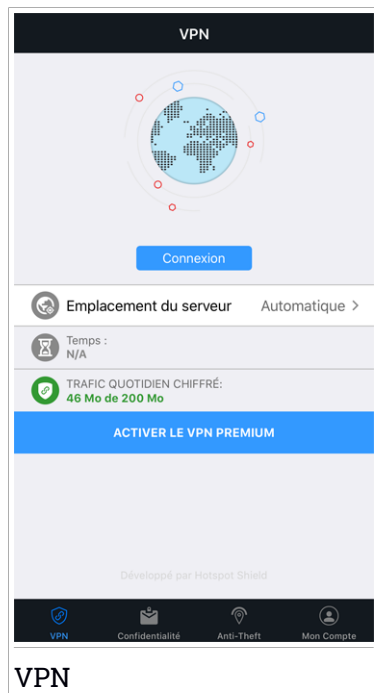 VPN
Connexion
Emplacement du serveur Automatique >
Temps :
N/A
TRAFIC QUOTIDIEN CHIFFRÉ:
46 Mo de 200 Mo
ACTIVER LE VPN PREMIUM
Développé par Hotspot Shield
VPN Confidentialité Anti-Theft Mon Compte
VPN